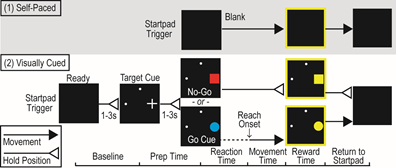 (1) Self-Paced
Startpad
Trigger
Blank
(2) Visually Cued
Ready
Target Cue
No-Go
- or -
Go Cue
Startpad
Trigger
1-3s
1-3s
Reach
Onset
Movement
Hold Position
Baseline
Prep Time
Reaction
Time
Movement
Time
Reward
Time
Return to
Startpad